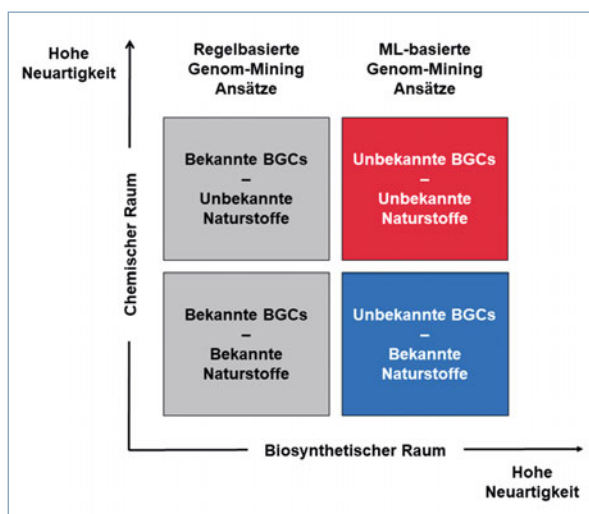 Hohe
Neuartigkeit
Regelbasierte
Genom-Mining
Ansätze
ML-basierte
Genom-Mining
Ansätze
Chemischer Raum
Bekannte BGCs
–
Unbekannte
Naturstoffe
Unbekannte BGCs
–
Unbekannte
Naturstoffe
Bekannte BGCs
–
Bekannte
Naturstoffe
Unbekannte BGCs
–
Bekannte
Naturstoffe
Biosynthetischer Raum
Hohe
Neuartigkeit